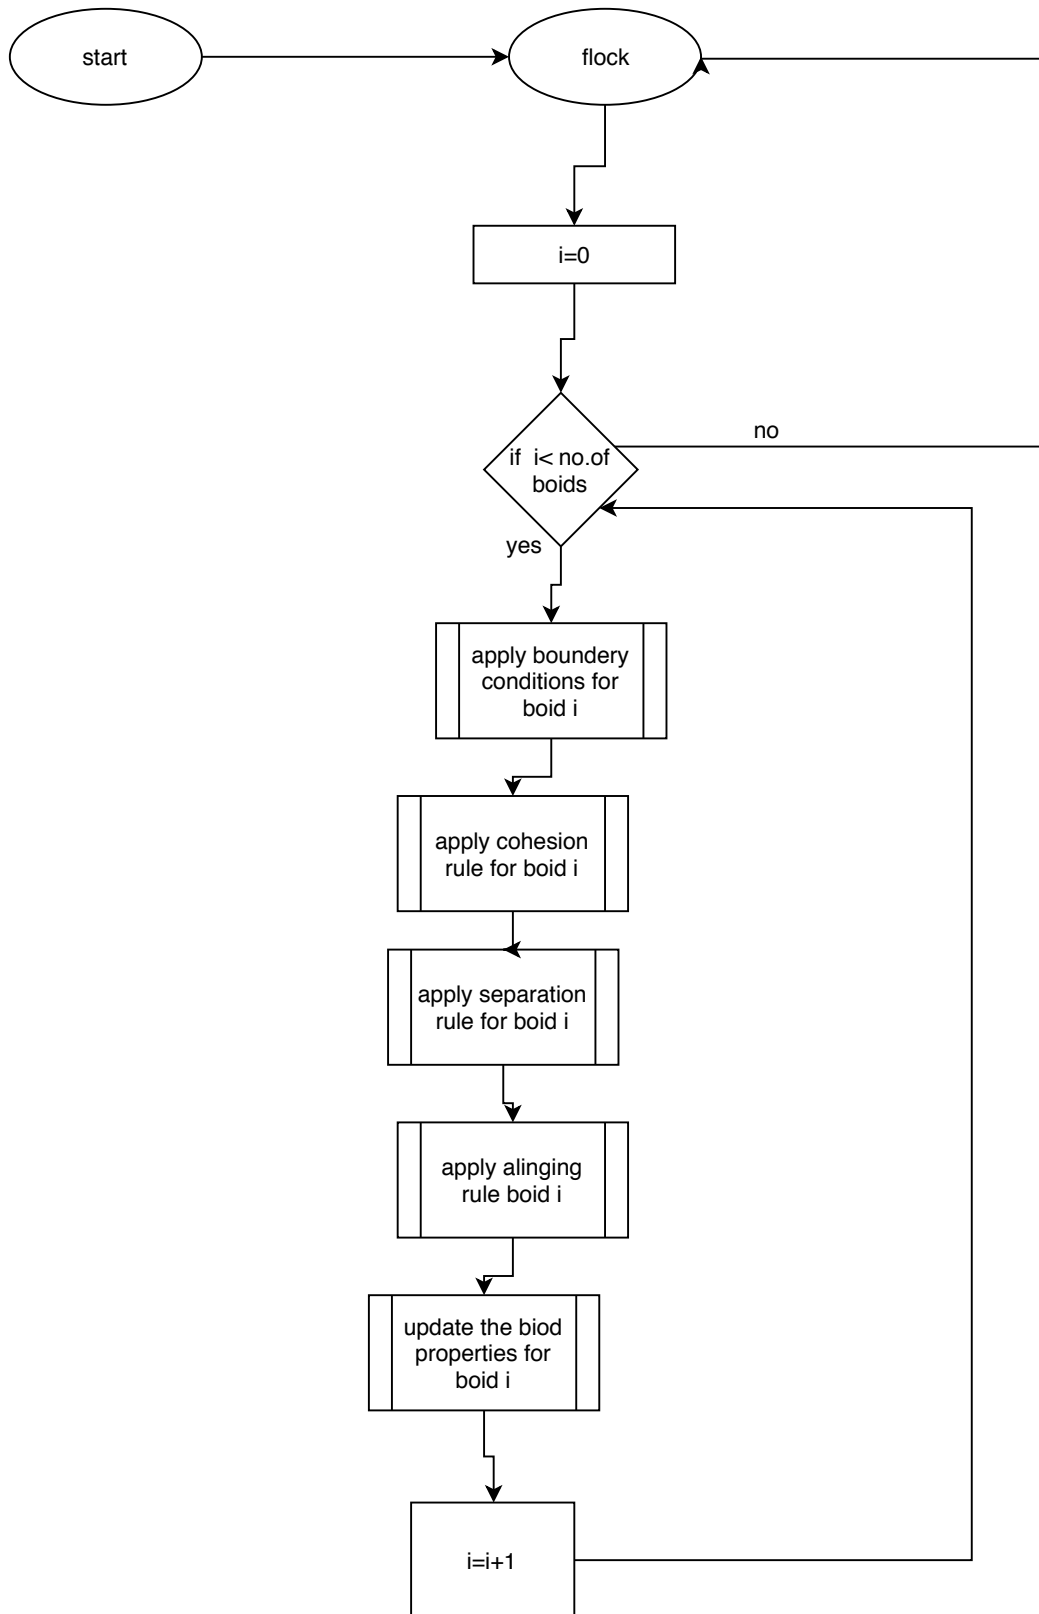 start
flock
i=0
if i< no.of
boids
no
yes
apply boundery
conditions for
boid i
apply cohesion
rule for boid i
apply separation
rule for boid i
apply alinging
rule boid i
update the biod
properties for
boid i
i=i+1